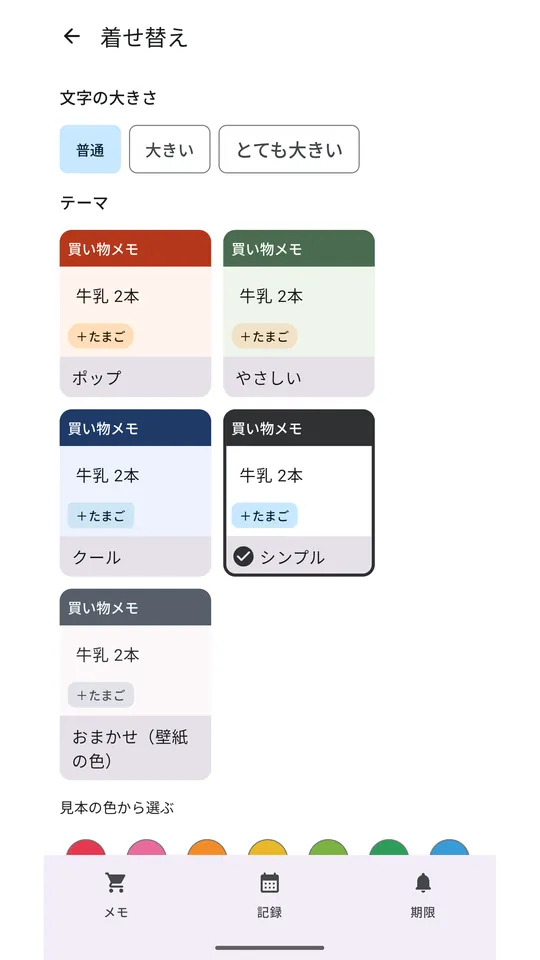 着せ替え
文字の大きさ
普通
大きい
とても大きい
テーマ
買い物メモ
牛乳 2本
+たまご
ポップ
買い物メモ
牛乳 2本
+たまご
やさしい
買い物メモ
牛乳 2本
+たまご
クール
買い物メモ
牛乳 2本
+たまご
シンプル
買い物メモ
牛乳 2本
+たまご
おまかせ（壁紙
の色）
見本の色から選ぶ
メモ
記録
期限